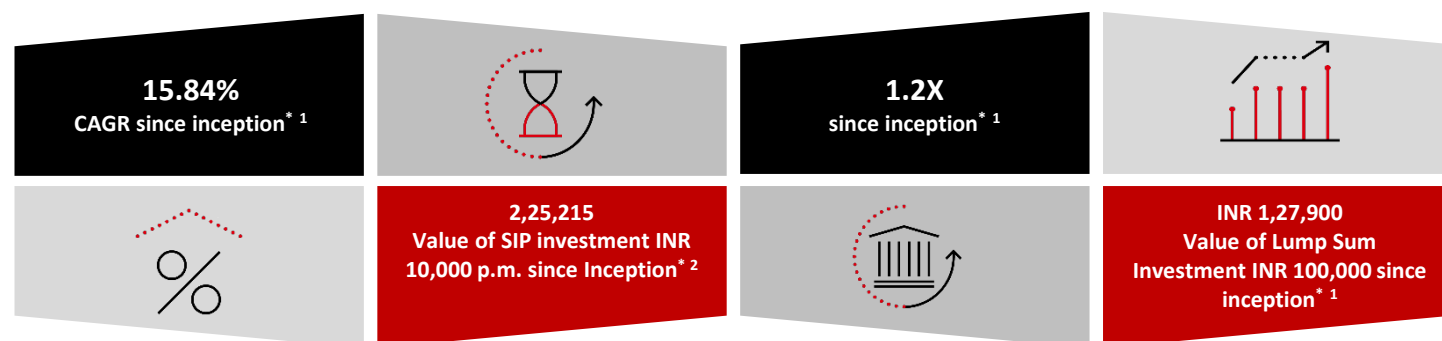 15.84%
CAGR since inception* 1
1.2X
since inception* 1
2,25,215
Value of SIP investment INR
10,000 p.m. since Inception* 2
INR 1,27,900
Value of Lump Sum
Investment INR 100,000 since
inception* 1